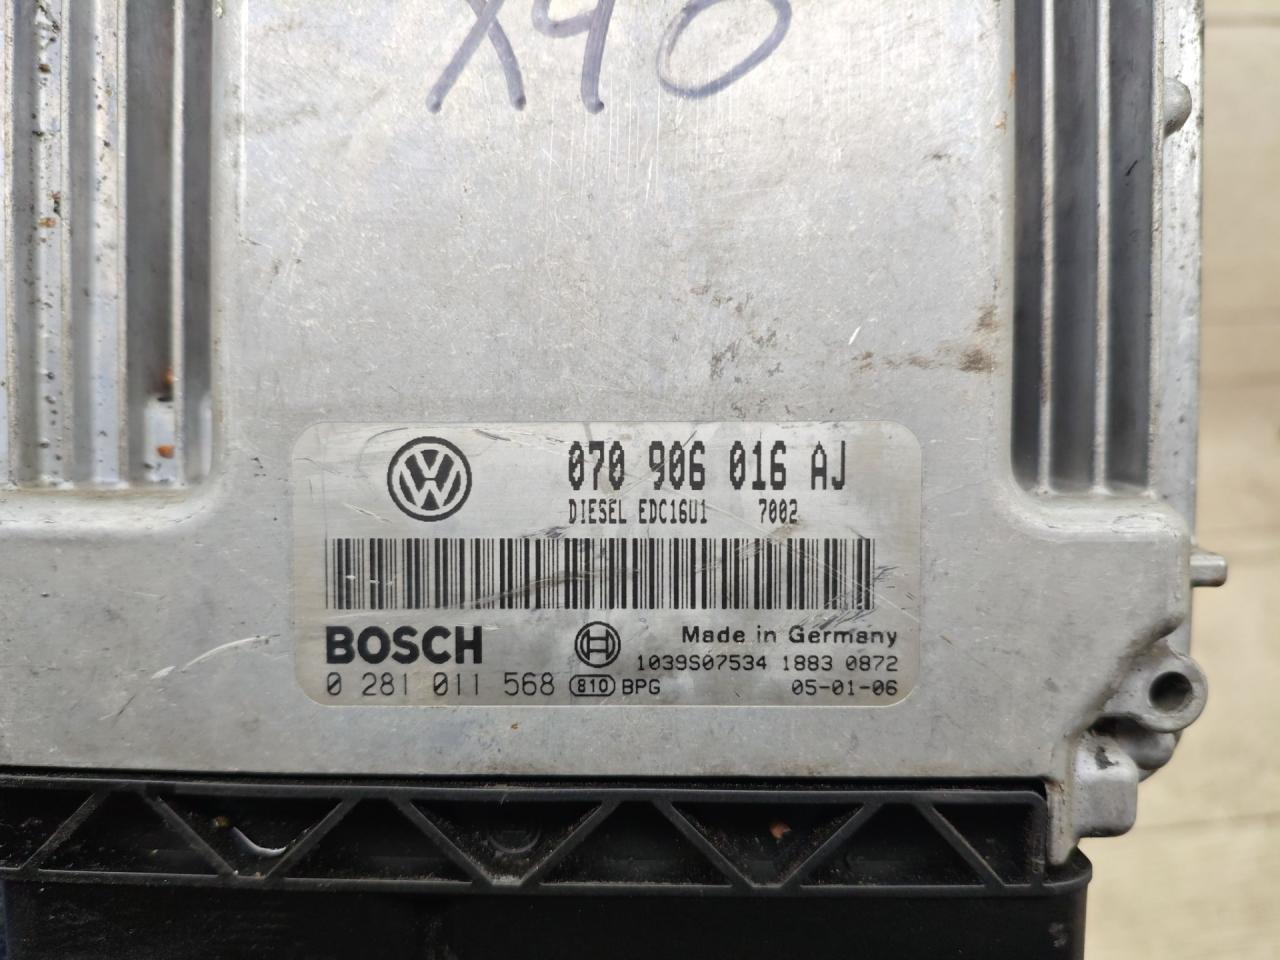 X40
070 906 016 AJ
DIESEL EDC16U1 7002
BOSCH
Made in Germany
1039S07534 1883 0872
0 281 011 568 810 BPG 05-01-06